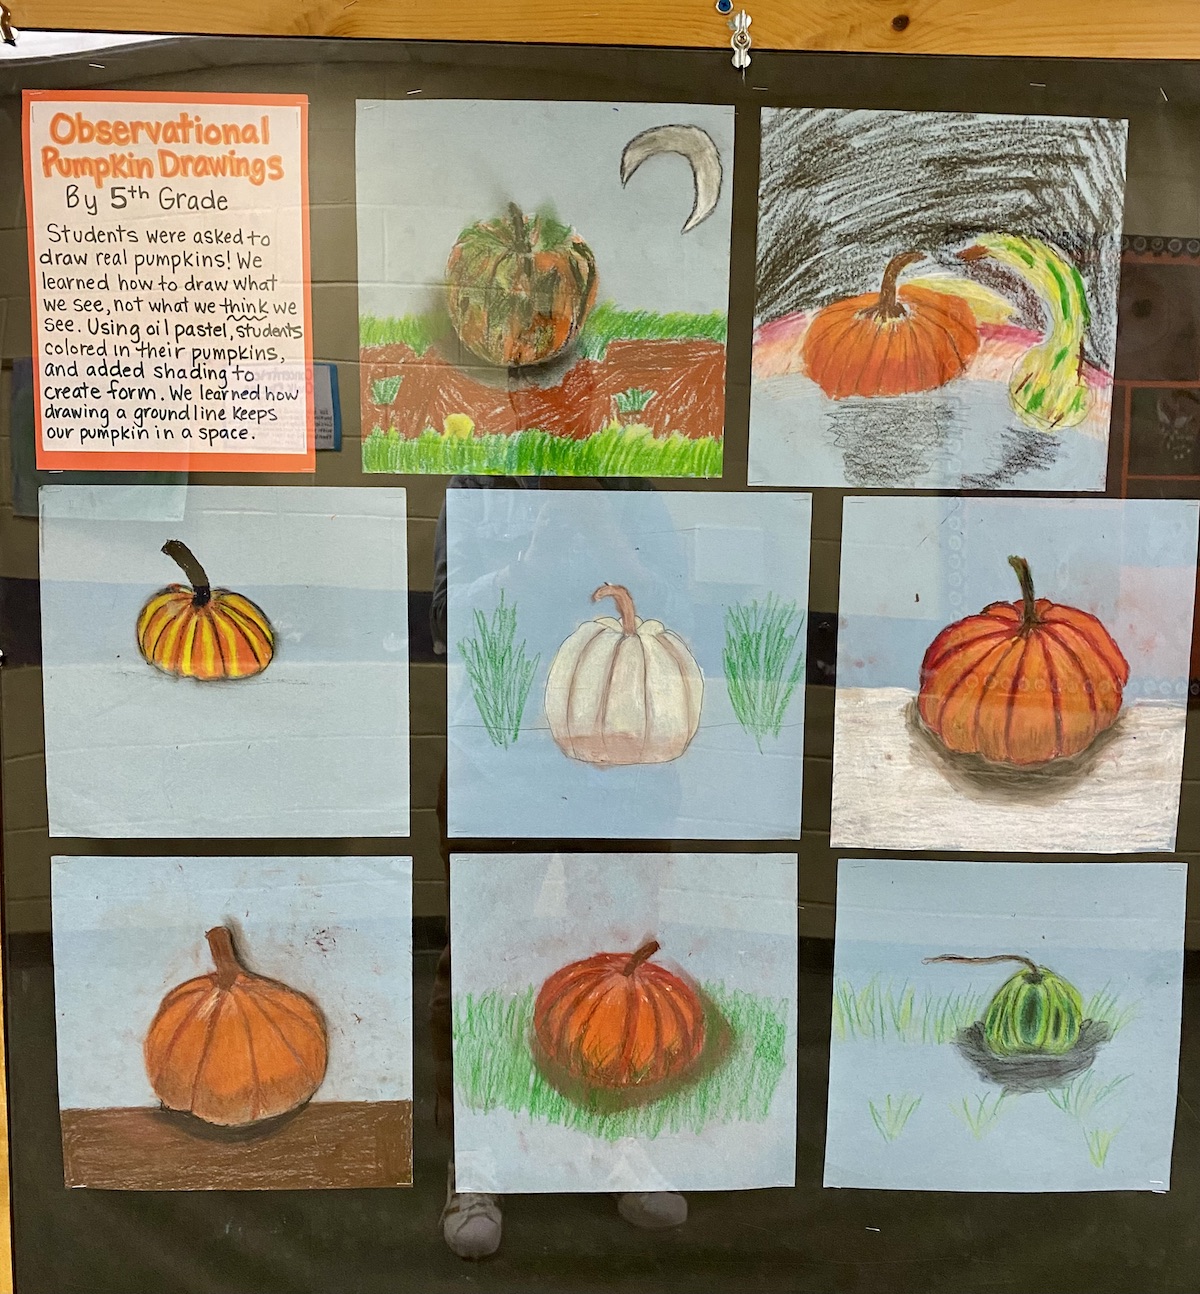 Observational
Pumpkin Drawings
By 5th Grade
Students were asked to
draw real pumpkins! We
learned how to draw what
we see, not what we think we
see. Using oil pastel, students
colored in their pumpkins,
and added shading to
create form. We learned how
drawing a ground line keeps
our pumpkin in a space.